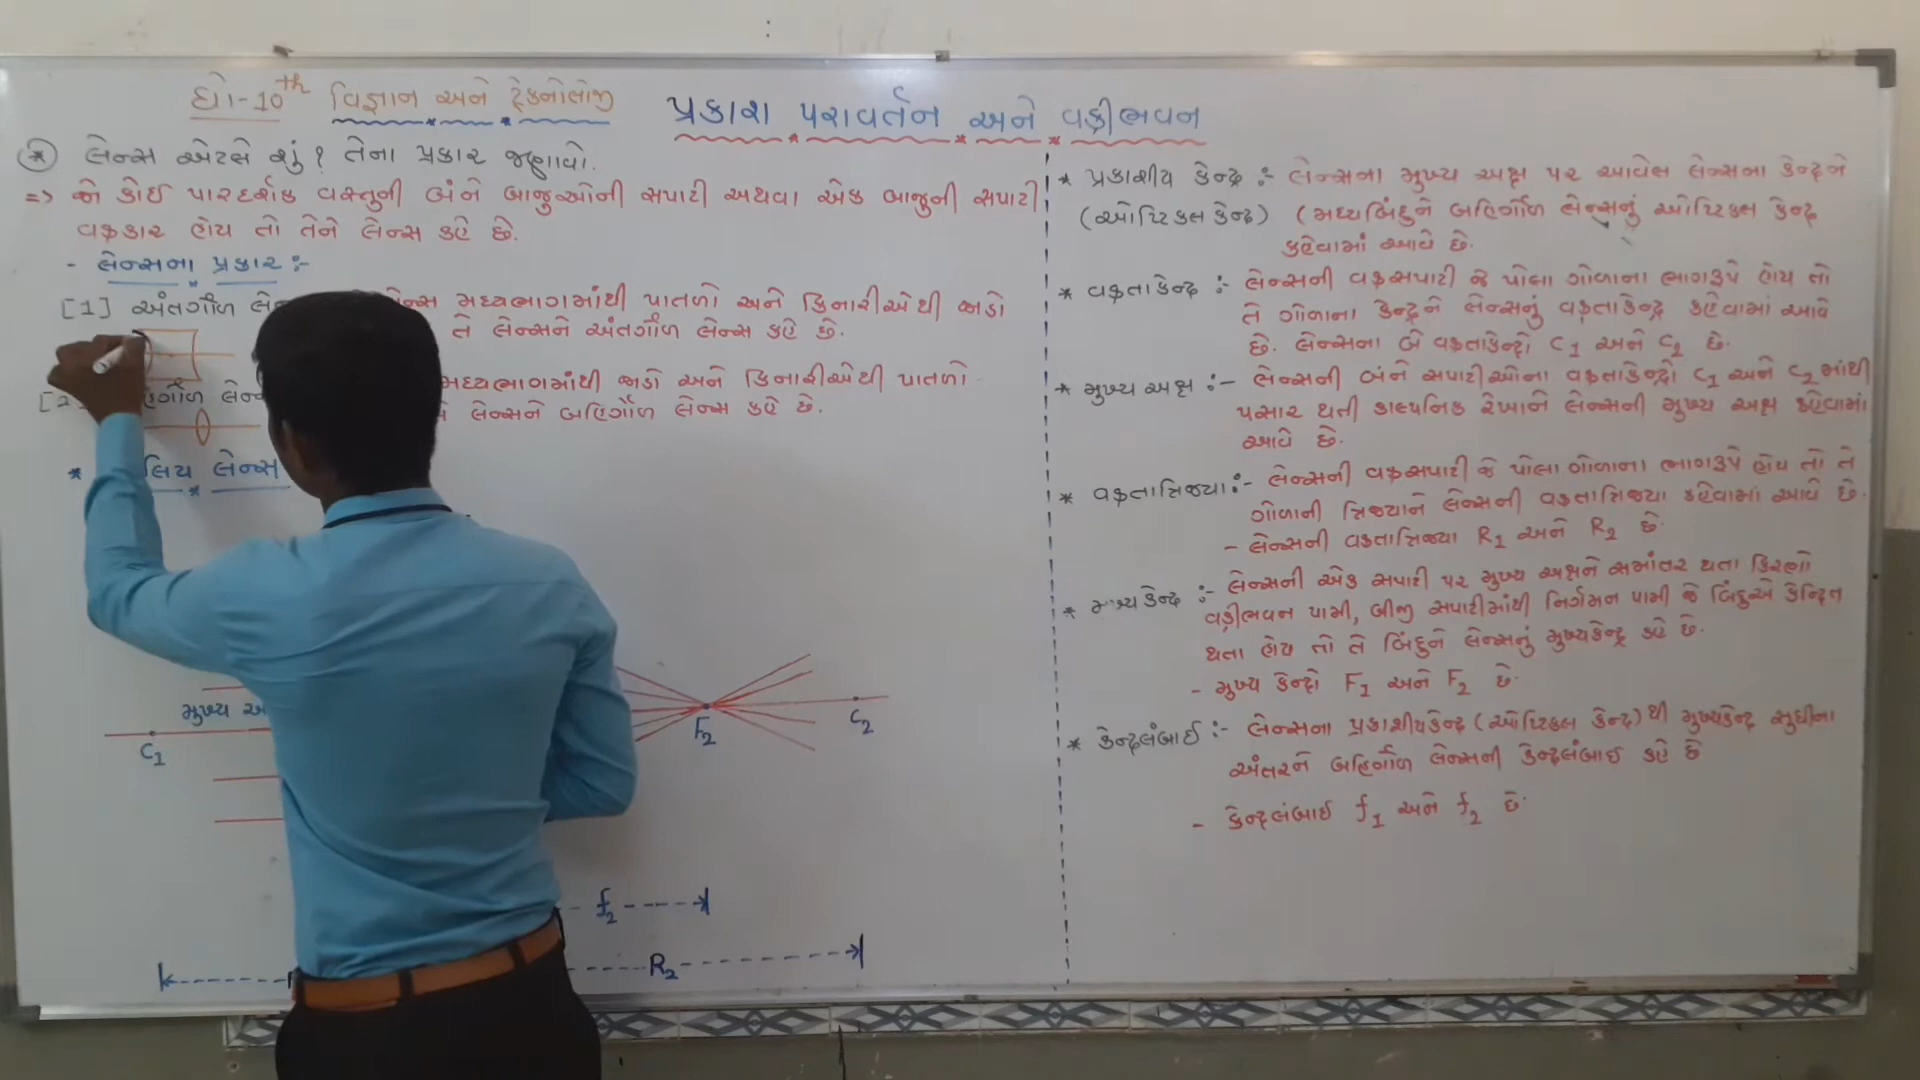 ધો-10th વિજ્ઞાન અને ટેકનોલોજી
પ્રકાશ પરાવર્તન અને વક્રીભવન
* લેન્સ એટલે શું? તેના પ્રકાર જણાવો.
=> જો કોઈ પારદર્શક વસ્તુની બંને બાજુઓની સપાટી અથવા એક બાજુની સપાટી
વક્રાકાર હોય તો તેને લેન્સ કહે છે.
- લેન્સના પ્રકાર :-
[1] અંતર્ગોળ મધ્યભાગમાંથી પાતળો અને કિનારીએથી જાડો
તે લેન્સને અંતર્ગોળ લેન્સ કહે છે.
મધ્યભાગમાંથી જાડો અને કિનારીએથી પાતળો
લેન્સને બહિર્ગોળ લેન્સ કહે છે.
* લેન્સ
મુખ્ય
C1
F2
C2
f2
R2
* પ્રકાશીય કેન્દ્ર :- લેન્સના મુખ્ય અક્ષ પર આવેલ લેન્સના કેન્દ્રને
(ઓપ્ટિકલ કેન્દ્ર) (મધ્યબિંદુને બહિર્ગોળ લેન્સનું ઓપ્ટિકલ કેન્દ્ર
કહેવામાં આવે છે.
* વક્રતાકેન્દ્ર :- લેન્સની વક્રસપાટી જે પોલા ગોળાના ભાગરૂપે હોય તો
તે ગોળાના કેન્દ્રને લેન્સનું વક્રતાકેન્દ્ર કહેવામાં આવે
છે. લેન્સના બે વક્રતાકેન્દ્રો C1 અને C2 છે.
* મુખ્ય અક્ષ :- લેન્સની બંને સપાટીઓના વક્રતાકેન્દ્રો C1 અને C2 માંથી
પસાર થતી કાલ્પનિક રેખાને લેન્સની મુખ્ય અક્ષ કહેવામાં
આવે છે.
* વક્રતાત્રિજ્યા :- લેન્સની વક્રસપાટી જે પોલા ગોળાના ભાગરૂપે હોય તો તે
ગોળાની ત્રિજ્યાને લેન્સની વક્રતાત્રિજ્યા કહેવામાં આવે છે.
- લેન્સની વક્રતાત્રિજ્યા R1 અને R2 છે.
* મુખ્યકેન્દ્ર :- લેન્સની એક સપાટી પર મુખ્ય અક્ષને સમાંતર થતા કિરણો
વક્રીભવન પામી, બીજી સપાટીમાંથી નિર્ગમન પામી જે બિંદુએ કેન્દ્રિત
થતા હોય તો તે બિંદુને લેન્સનું મુખ્યકેન્દ્ર કહે છે.
- મુખ્ય કેન્દ્રો F1 અને F2 છે.
* કેન્દ્રલંબાઈ :- લેન્સના પ્રકાશીયકેન્દ્ર (ઓપ્ટિકલ કેન્દ્ર) થી મુખ્યકેન્દ્ર સુધીના
અંતરને બહિર્ગોળ લેન્સની કેન્દ્રલંબાઈ કહે છે
- કેન્દ્રલંબાઈ f1 અને f2 છે.